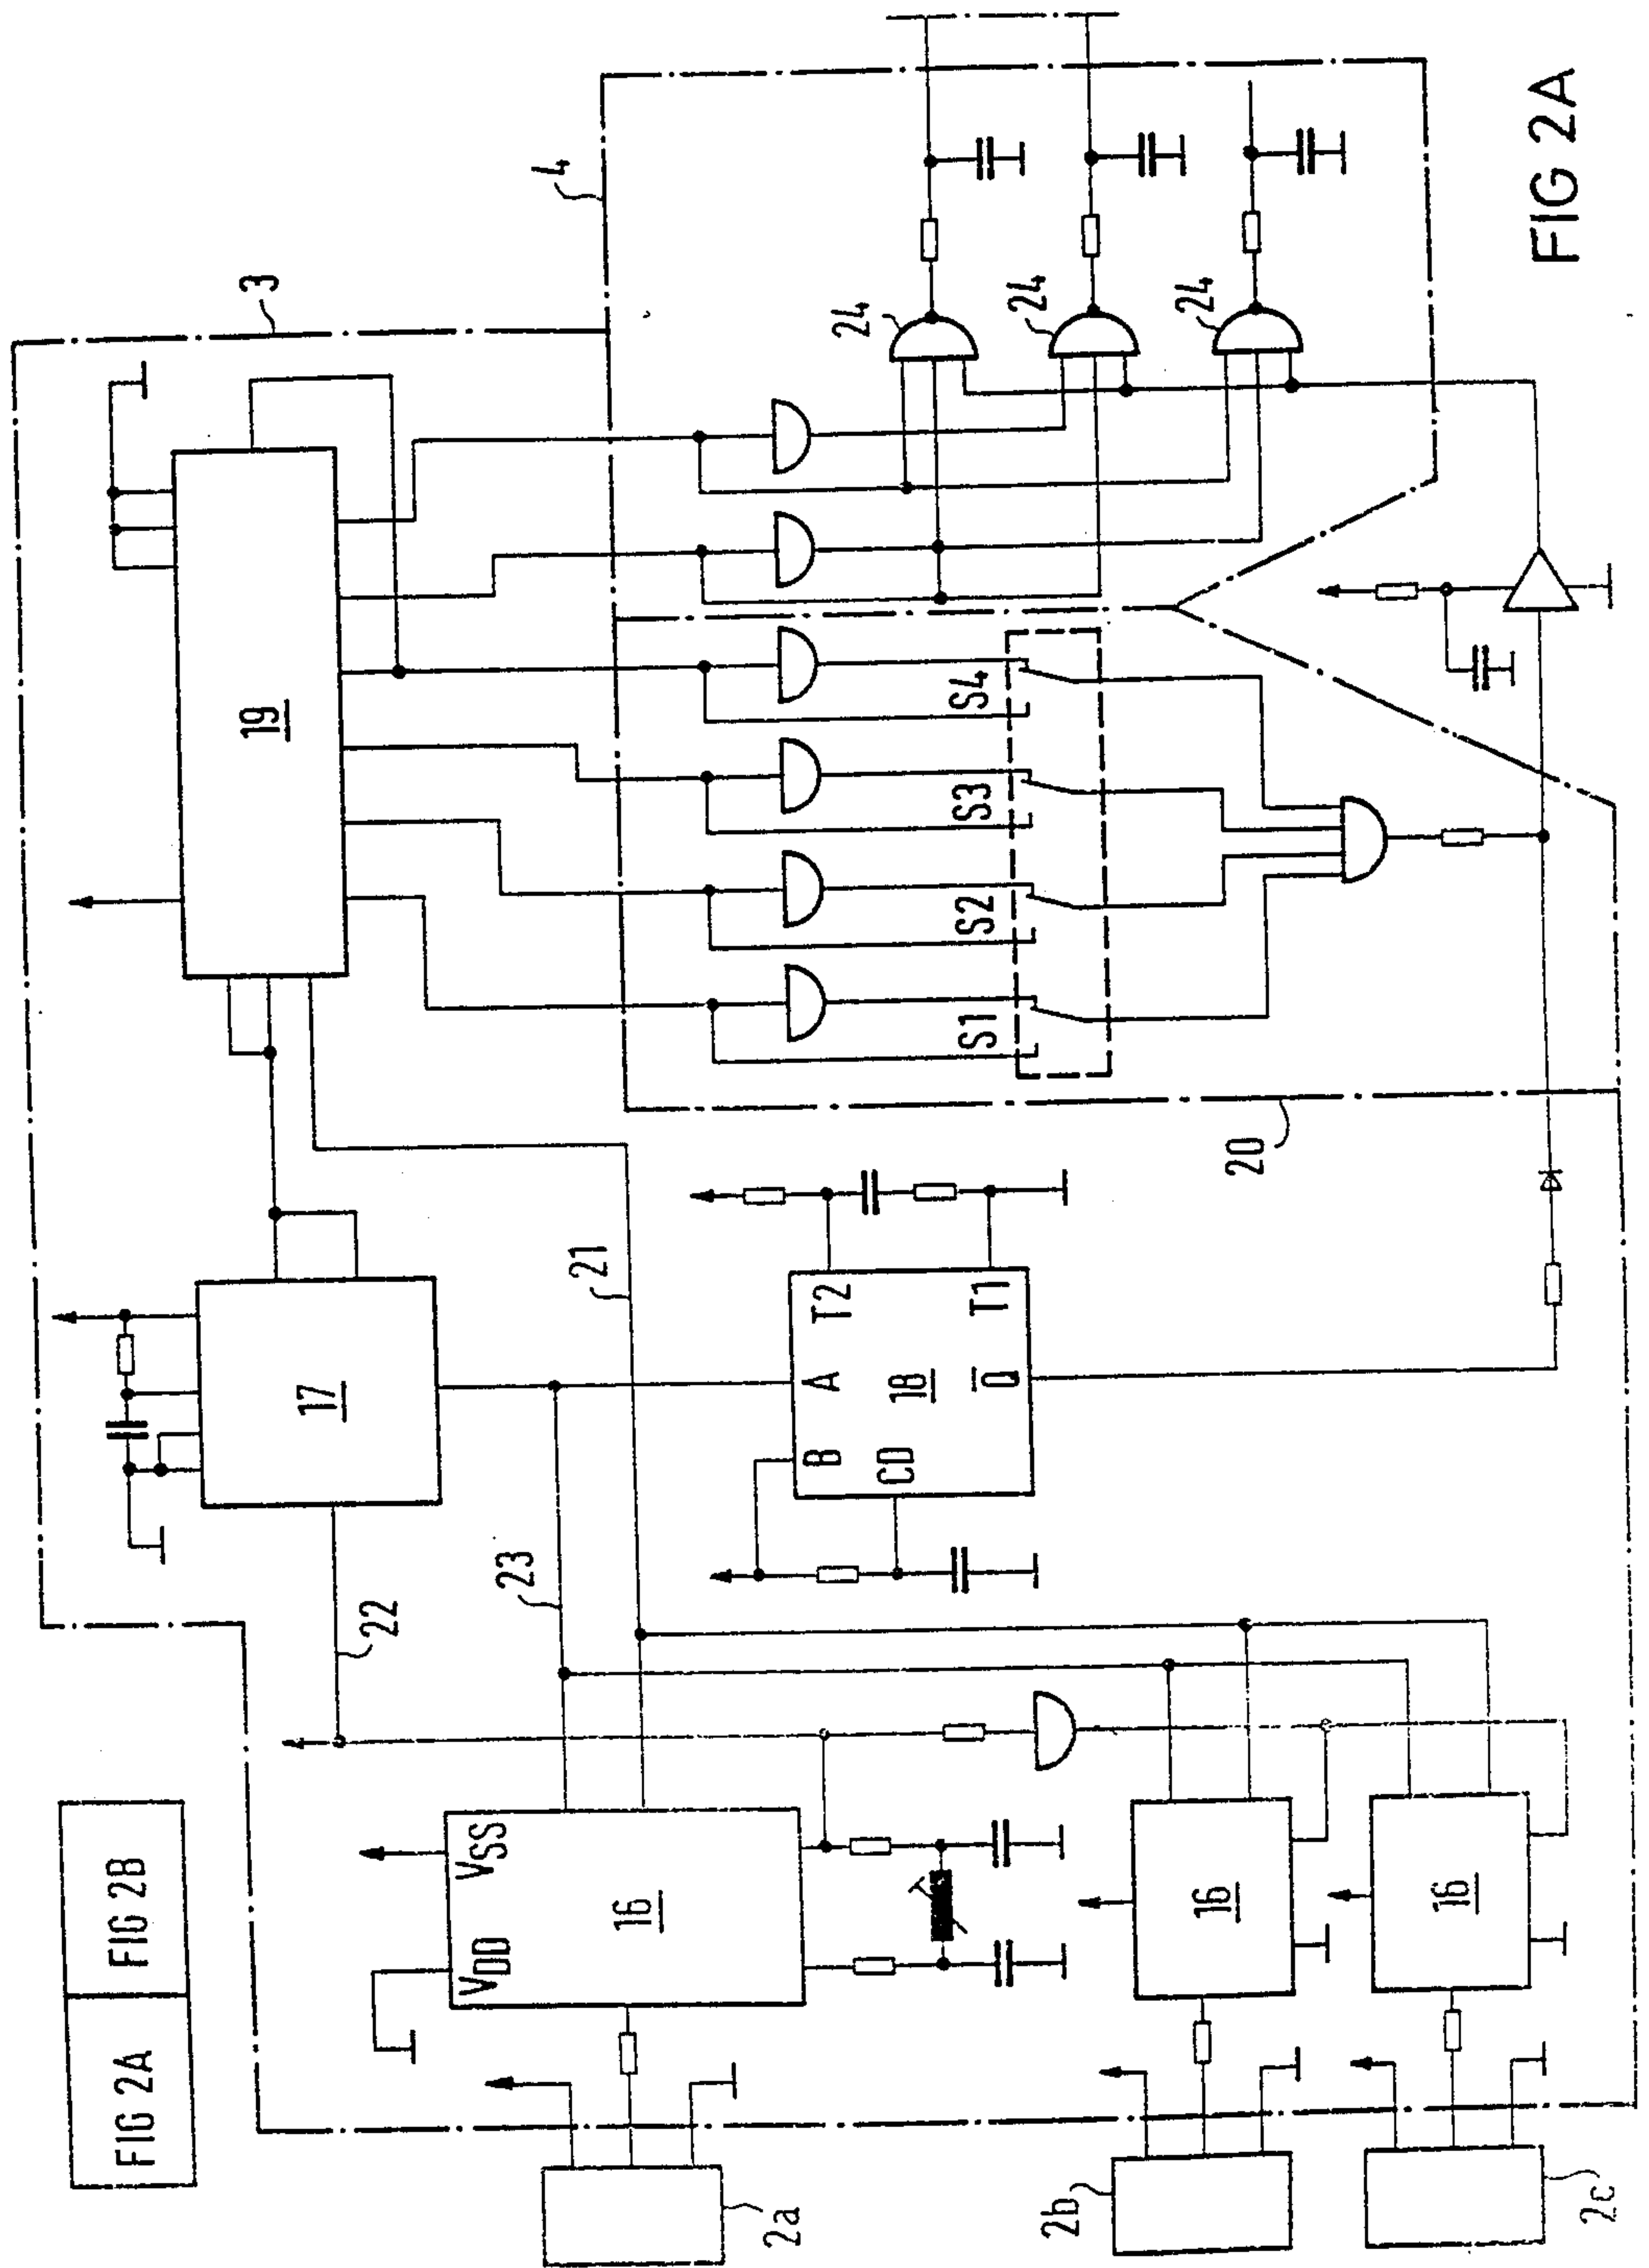 FIG 2A
FIG 2B
3
4
19
17
22
23
21
VDD
VSS
16
2a
B
A
T2
CD
18
Q̅
T1
20
S1
S2
S3
S4
24
24
24
2b
16
2c
16
FIG 2A